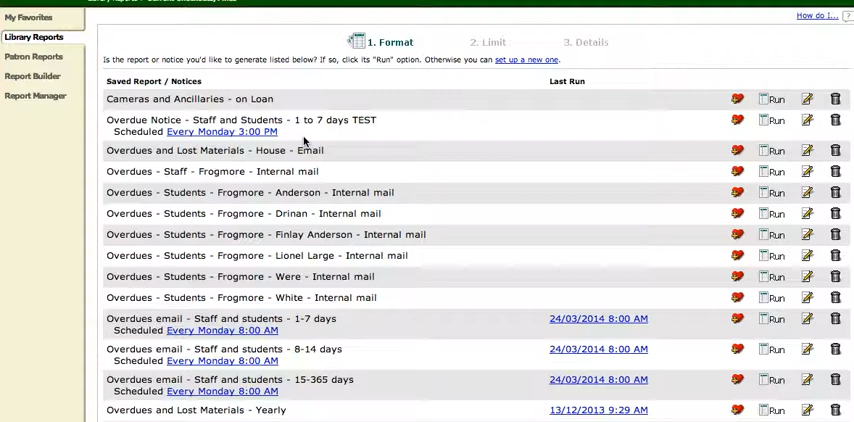 My Favorites
Library Reports
Patron Reports
Report Builder
Report Manager
How do I...
?
1. Format 2. Limit 3. Details
Is the report or notice you'd like to generate listed below? If so, click its "Run" option. Otherwise you can set up a new one.
Saved Report / Notices Last Run
Cameras and Ancillaries - on Loan Run
Overdue Notice - Staff and Students - 1 to 7 days TEST Run
Scheduled Every Monday 3:00 PM
Overdues and Lost Materials - House - Email Run
Overdues - Staff - Frogmore - Internal mail Run
Overdues - Students - Frogmore - Anderson - Internal mail Run
Overdues - Students - Frogmore - Drinan - Internal mail Run
Overdues - Students - Frogmore - Finlay Anderson - Internal mail Run
Overdues - Students - Frogmore - Lionel Large - Internal mail Run
Overdues - Students - Frogmore - Were - Internal mail Run
Overdues - Students - Frogmore - White - Internal mail Run
Overdues email - Staff and students - 1-7 days 24/03/2014 8:00 AM Run
Scheduled Every Monday 8:00 AM
Overdues email - Staff and students - 8-14 days 24/03/2014 8:00 AM Run
Scheduled Every Monday 8:00 AM
Overdues email - Staff and students - 15-365 days 24/03/2014 8:00 AM Run
Scheduled Every Monday 8:00 AM
Overdues and Lost Materials - Yearly 13/12/2013 9:29 AM Run